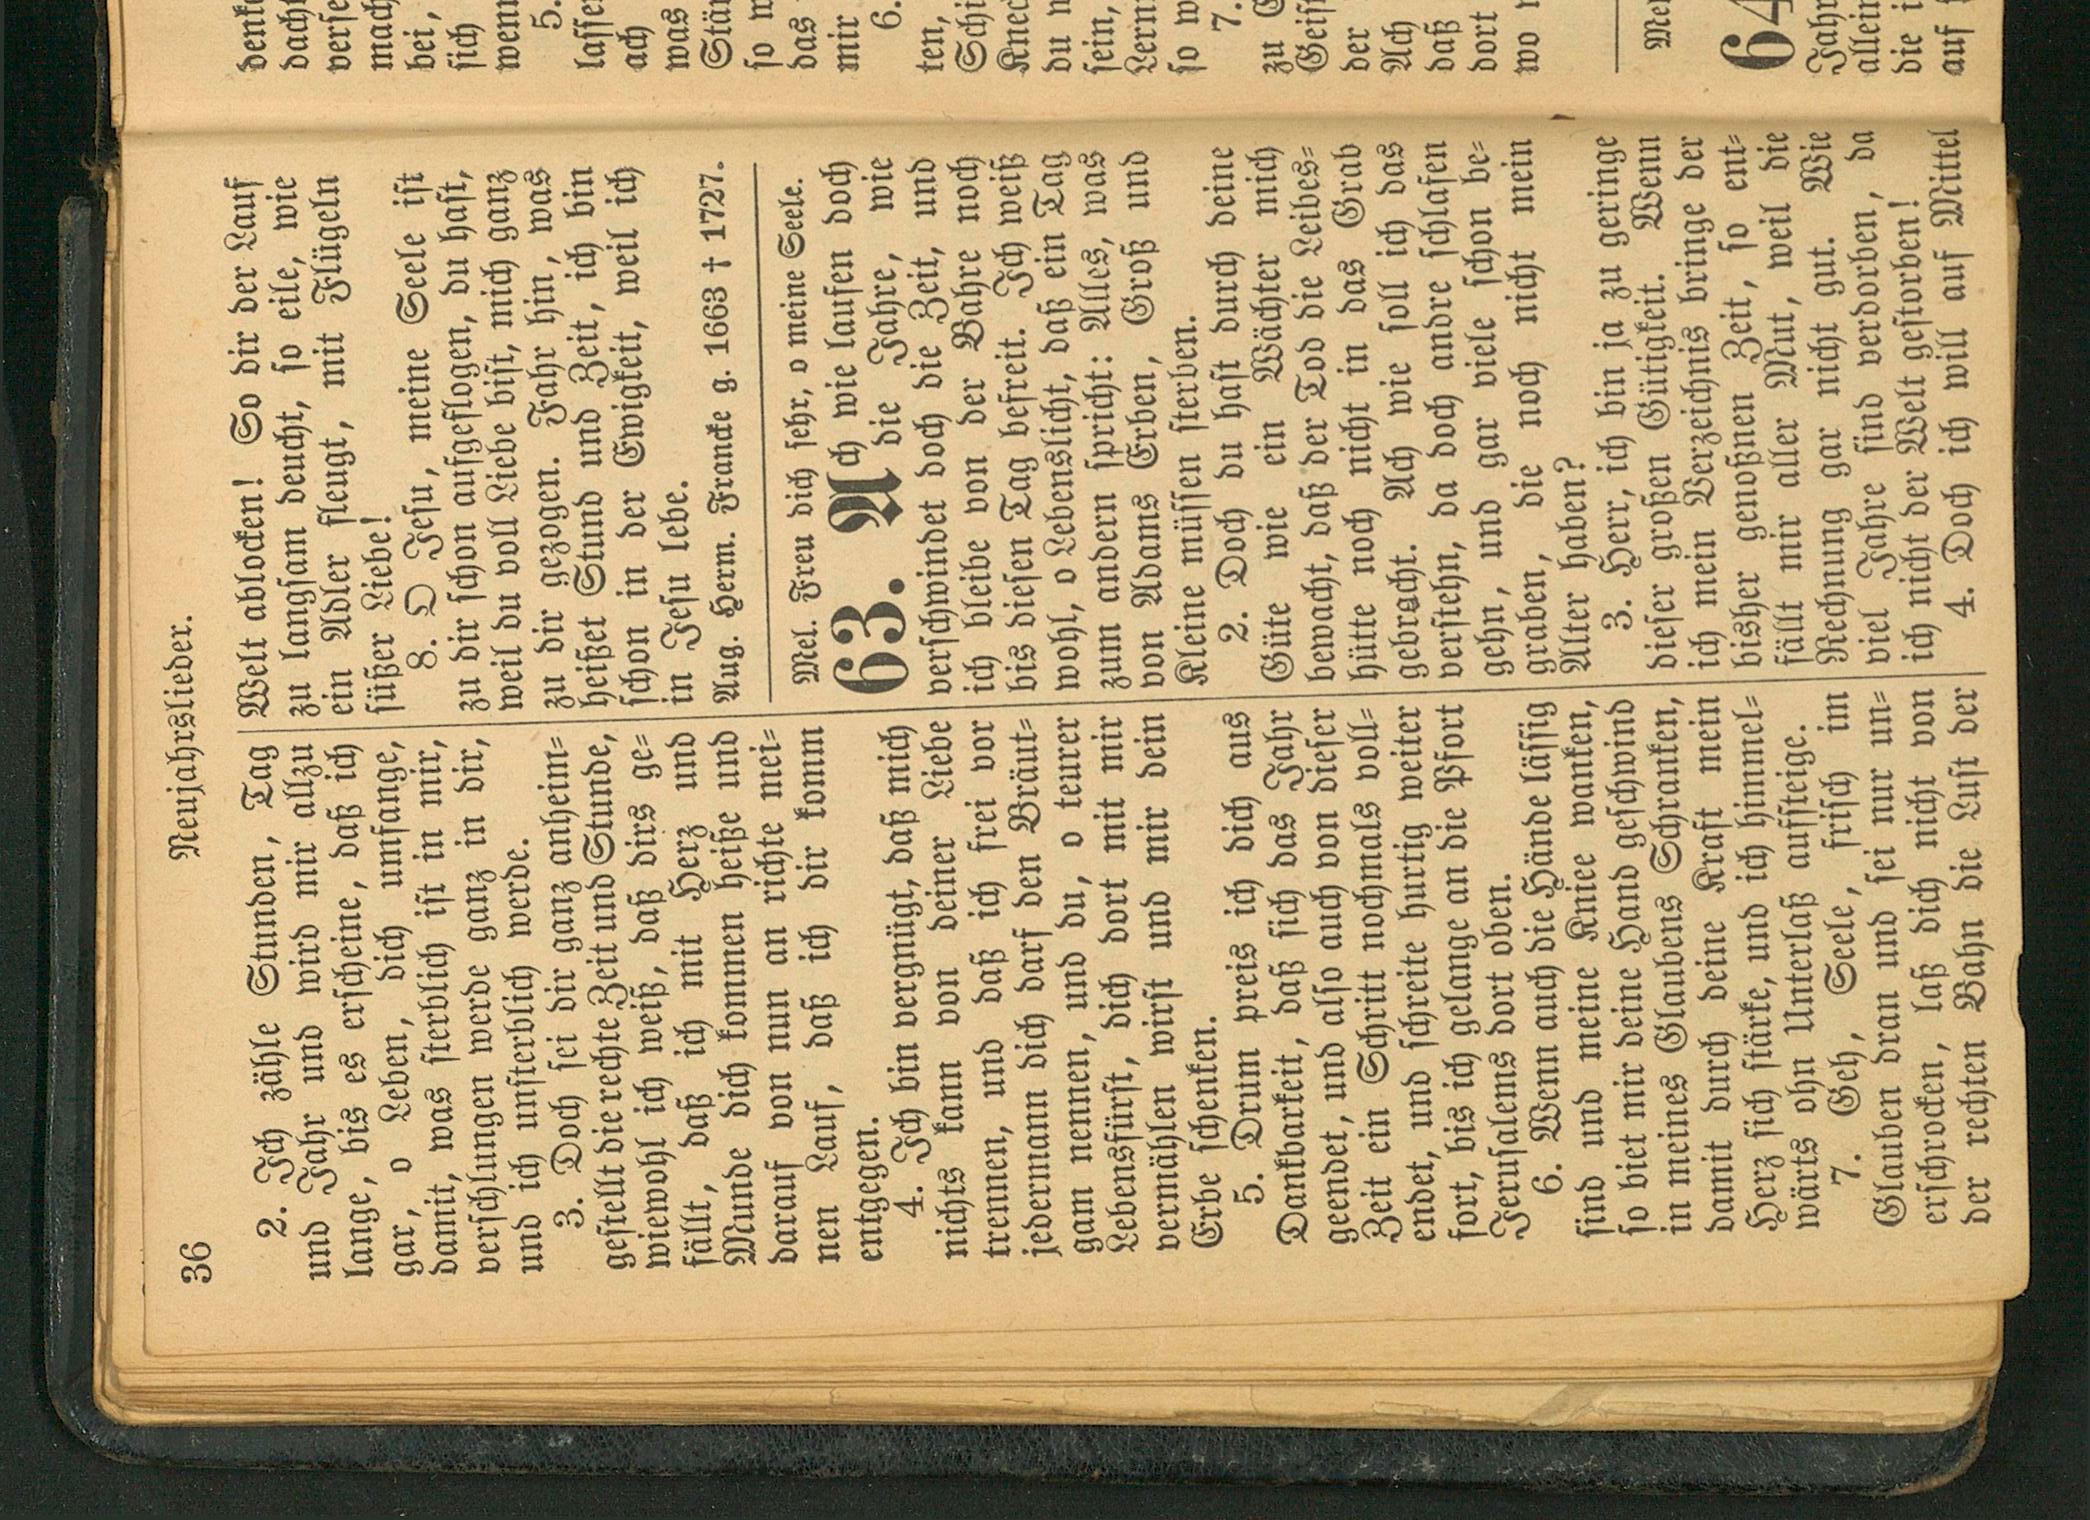 36
Neujahrslieder.
2. Ich zähle Stunden, Tag
und Jahr und wird mir allzu
lange, bis es erscheine, daß ich
gar, o Leben, dich umfange,
damit, was sterblich ist in mir,
verschlungen werde ganz in dir,
und ich unsterblich werde.
3. Doch sei dir ganz anheim=
gestellt die rechte Zeit und Stunde,
wiewohl ich weiß, daß dirs ge=
fällt, daß ich mit Herz und
Munde dich kommen heiße und
darauf von nun an richte mei=
nen Lauf, daß ich dir komm
entgegen.
4. Ich bin vergnügt, daß mich
nichts kann von deiner Liebe
trennen, und daß ich frei vor
jedermann dich darf den Bräut=
gam nennen, und du, o teurer
Lebensfürst, dich dort mit mir
vermählen wirst und mir dein
Erbe schenken.
5. Drum preis ich dich aus
Dankbarkeit, daß sich das Jahr
geendet, und also auch von dieser
Zeit ein Schritt nochmals voll=
endet, und schreite hurtig weiter
fort, bis ich gelange an die Pfort
Jerusalems dort oben.
6. Wenn auch die Hände lässig
sind und meine Kniee wanken,
so biet mir deine Hand geschwind
in meines Glaubens Schranken,
damit durch deine Kraft mein
Herz sich stärke, und ich himmel=
wärts ohn Unterlaß aufsteige.
7. Geh, Seele, frisch im
Glauben dran und sei nur un=
erschrocken, laß dich nicht von
der rechten Bahn die Lust der
Welt ablocken! So dir der Lauf
zu langsam deucht, so eile, wie
ein Adler fleugt, mit Flügeln
süßer Liebe!
8. O Jesu, meine Seele ist
zu dir schon aufgeflogen, du hast,
weil du voll Liebe bist, mich ganz
zu dir gezogen. Fahr hin, was
heißet Stund und Zeit, ich bin
schon in der Ewigkeit, weil ich
in Jesu lebe.
Aug. Herm. Francke g. 1663 † 1727.
Mel. Freu dich sehr, o meine Seele.
63. Ach wie laufen doch
die Jahre, wie
verschwindet doch die Zeit, und
ich bleibe von der Bahre noch
bis diesen Tag befreit. Ich weiß
wohl, o Lebenslicht, daß ein Tag
zum andern spricht: Alles, was
von Adams Erben, Groß und
Kleine müssen sterben.
2. Doch du hast durch deine
Güte wie ein Wächter mich
bewacht, daß der Tod die Leibes=
hütte noch nicht in das Grab
gebracht. Ach wie soll ich das
verstehn, da doch andre schlafen
gehn, und gar viele schon be=
graben, die noch nicht mein
Alter haben?
3. Herr, ich bin ja zu geringe
dieser großen Gütigkeit. Wenn
ich mein Verzeichnis bringe der
bisher genoßnen Zeit, so ent=
fällt mir aller Mut, weil die
Rechnung gar nicht gut. Wie
viel Jahre sind verdorben, da
ich nicht der Welt gestorben!
4. Doch ich will auf Mittel
5.
ach
was
so
das
mir
6.
ten,
du
sein,
so
7.
zu
der
Ach
daß
dort
wo
64
die
auf